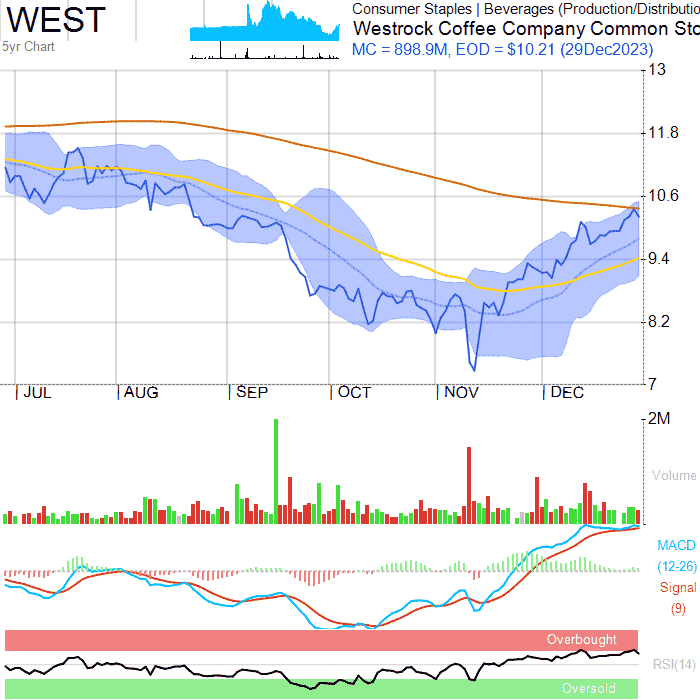 WEST
5yr Chart
Consumer Staples | Beverages (Production/Distributio
Westrock Coffee Company Common Sto
MC = 898.9M, EOD = $10.21 (29Dec2023)
13
11.8
10.6
9.4
8.2
7
JUL AUG SEP OCT NOV DEC
2M
Volume
MACD
(12-26)
Signal
(9)
Overbought
RSI(14)
Oversold